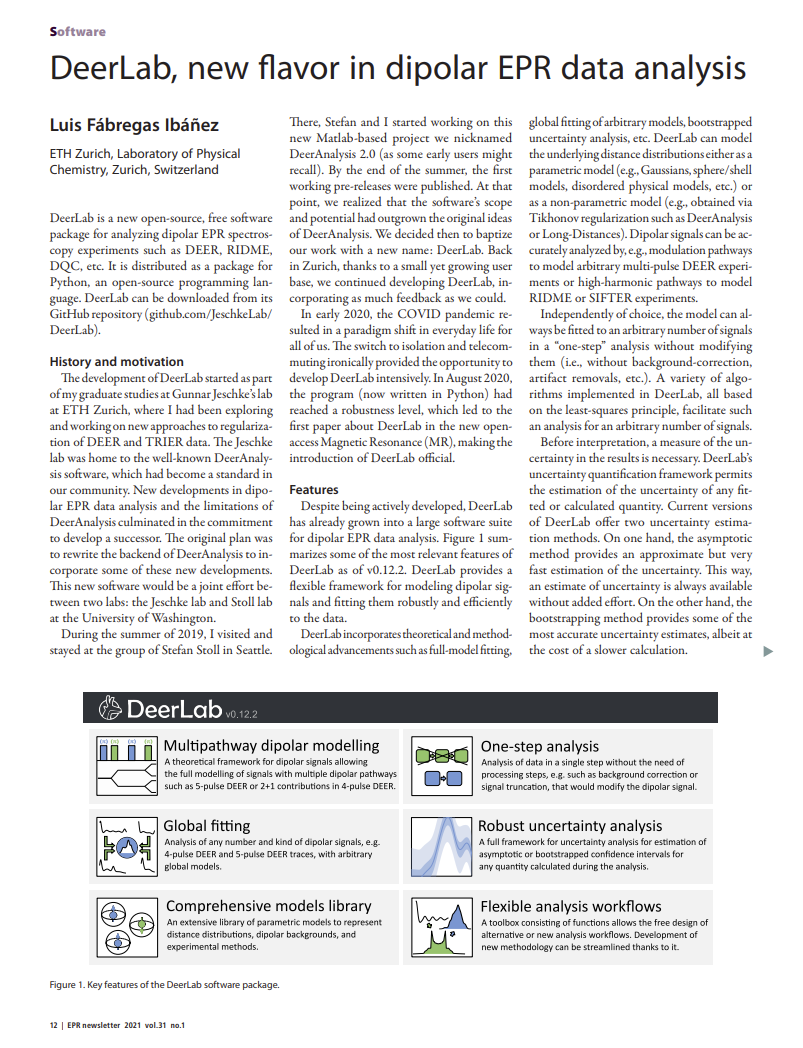 Software
DeerLab, new flavor in dipolar EPR data analysis
Luis Fábregas Ibáñez
ETH Zurich, Laboratory of Physical
Chemistry, Zurich, Switzerland
DeerLab is a new open-source, free software
package for analyzing dipolar EPR spectros-
copy experiments such as DEER, RIDME,
DQC, etc. It is distributed as a package for
Python, an open-source programming lan-
guage. DeerLab can be downloaded from its
GitHub repository (github.com/JeschkeLab/
DeerLab).
History and motivation
The development of DeerLab started as part
of my graduate studies at Gunnar Jeschke's lab
at ETH Zurich, where I had been exploring
and working on new approaches to regulariza-
tion of DEER and TRIER data. The Jeschke
lab was home to the well-known DeerAnaly-
sis software, which had become a standard in
our community. New developments in dipo-
lar EPR data analysis and the limitations of
DeerAnalysis culminated in the commitment
to develop a successor. The original plan was
to rewrite the backend of DeerAnalysis to in-
corporate some of these new developments.
This new software would be a joint effort be-
tween two labs: the Jeschke lab and Stoll lab
at the University of Washington.
During the summer of 2019, I visited and
stayed at the group of Stefan Stoll in Seattle.
There, Stefan and I started working on this
new Matlab-based project we nicknamed
DeerAnalysis 2.0 (as some early users might
recall). By the end of the summer, the first
working pre-releases were published. At that
point, we realized that the software's scope
and potential had outgrown the original ideas
of DeerAnalysis. We decided then to baptize
our work with a new name: DeerLab. Back
in Zurich, thanks to a small yet growing user
base, we continued developing DeerLab, in-
corporating as much feedback as we could.
In early 2020, the COVID pandemic re-
sulted in a paradigm shift in everyday life for
all of us. The switch to isolation and telecom-
muting ironically provided the opportunity to
develop DeerLab intensively. In August 2020,
the program (now written in Python) had
reached a robustness level, which led to the
first paper about DeerLab in the new open-
access Magnetic Resonance (MR), making the
introduction of DeerLab official.
Features
Despite being actively developed, DeerLab
has already grown into a large software suite
for dipolar EPR data analysis. Figure 1 sum-
marizes some of the most relevant features of
DeerLab as of v0.12.2. DeerLab provides a
flexible framework for modeling dipolar sig-
nals and fitting them robustly and efficiently
to the data.
DeerLab incorporates theoretical and method-
ological advancements such as full-model fitting,
global fitting of arbitrary models, bootstrapped
uncertainty analysis, etc. DeerLab can model
the underlying distance distributions either as a
parametric model (e.g., Gaussians, sphere/shell
models, disordered physical models, etc.) or
as a non-parametric model (e.g., obtained via
Tikhonov regularization such as DeerAnalysis
or Long-Distances). Dipolar signals can be ac-
curately analyzed by, e.g., modulation pathways
to model arbitrary multi-pulse DEER experi-
ments or high-harmonic pathways to model
RIDME or SIFTER experiments.
Independently of choice, the model can al-
ways be fitted to an arbitrary number of signals
in a “one-step” analysis without modifying
them (i.e., without background-correction,
artifact removals, etc.). A variety of algo-
rithms implemented in DeerLab, all based
on the least-squares principle, facilitate such
an analysis for an arbitrary number of signals.
Before interpretation, a measure of the un-
certainty in the results is necessary. DeerLab's
uncertainty quantification framework permits
the estimation of the uncertainty of any fit-
ted or calculated quantity. Current versions
of DeerLab offer two uncertainty estima-
tion methods. On one hand, the asymptotic
method provides an approximate but very
fast estimation of the uncertainty. This way,
an estimate of uncertainty is always available
without added effort. On the other hand, the
bootstrapping method provides some of the
most accurate uncertainty estimates, albeit at
the cost of a slower calculation.
DeerLab v0.12.2
Multipathway dipolar modelling
A theoretical framework for dipolar signals allowing
the full modelling of signals with multiple dipolar pathways
such as 5-pulse DEER or 2+1 contributions in 4-pulse DEER.
One-step analysis
Analysis of data in a single step without the need of
processing steps, e.g. such as background correction or
signal truncation, that would modify the dipolar signal.
Global fitting
Analysis of any number and kind of dipolar signals, e.g.
4-pulse DEER and 5-pulse DEER traces, with arbitrary
global models.
Robust uncertainty analysis
A full framework for uncertainty analysis for estimation of
asymptotic or bootstrapped confidence intervals for
any quantity calculated during the analysis.
Comprehensive models library
An extensive library of parametric models to represent
distance distributions, dipolar backgrounds, and
experimental methods.
Flexible analysis workflows
A toolbox consisting of functions allows the free design of
alternative or new analysis workflows. Development of
new methodology can be streamlined thanks to it.
Figure 1. Key features of the DeerLab software package.
12 | EPR newsletter 2021 vol.31 no.1